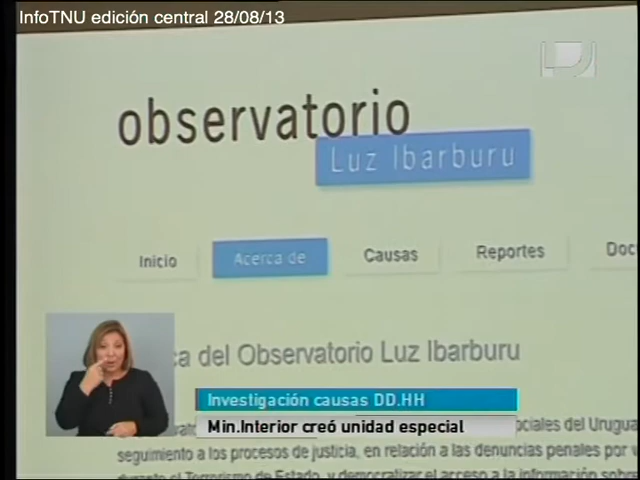 InfoTNU edición central 28/08/13
observatorio
Luz Ibarburu
Inicio
Acerca de
Causas
Reportes
del Observatorio Luz Ibarburu
Investigación causas DD.HH
Min.Interior creó unidad especial
ociales del Urugua
seguimiento a los procesos de justicia, en relación a las denuncias penales por
durante el Terrorismo de Estado, y democratizar el acceso a la información sobre